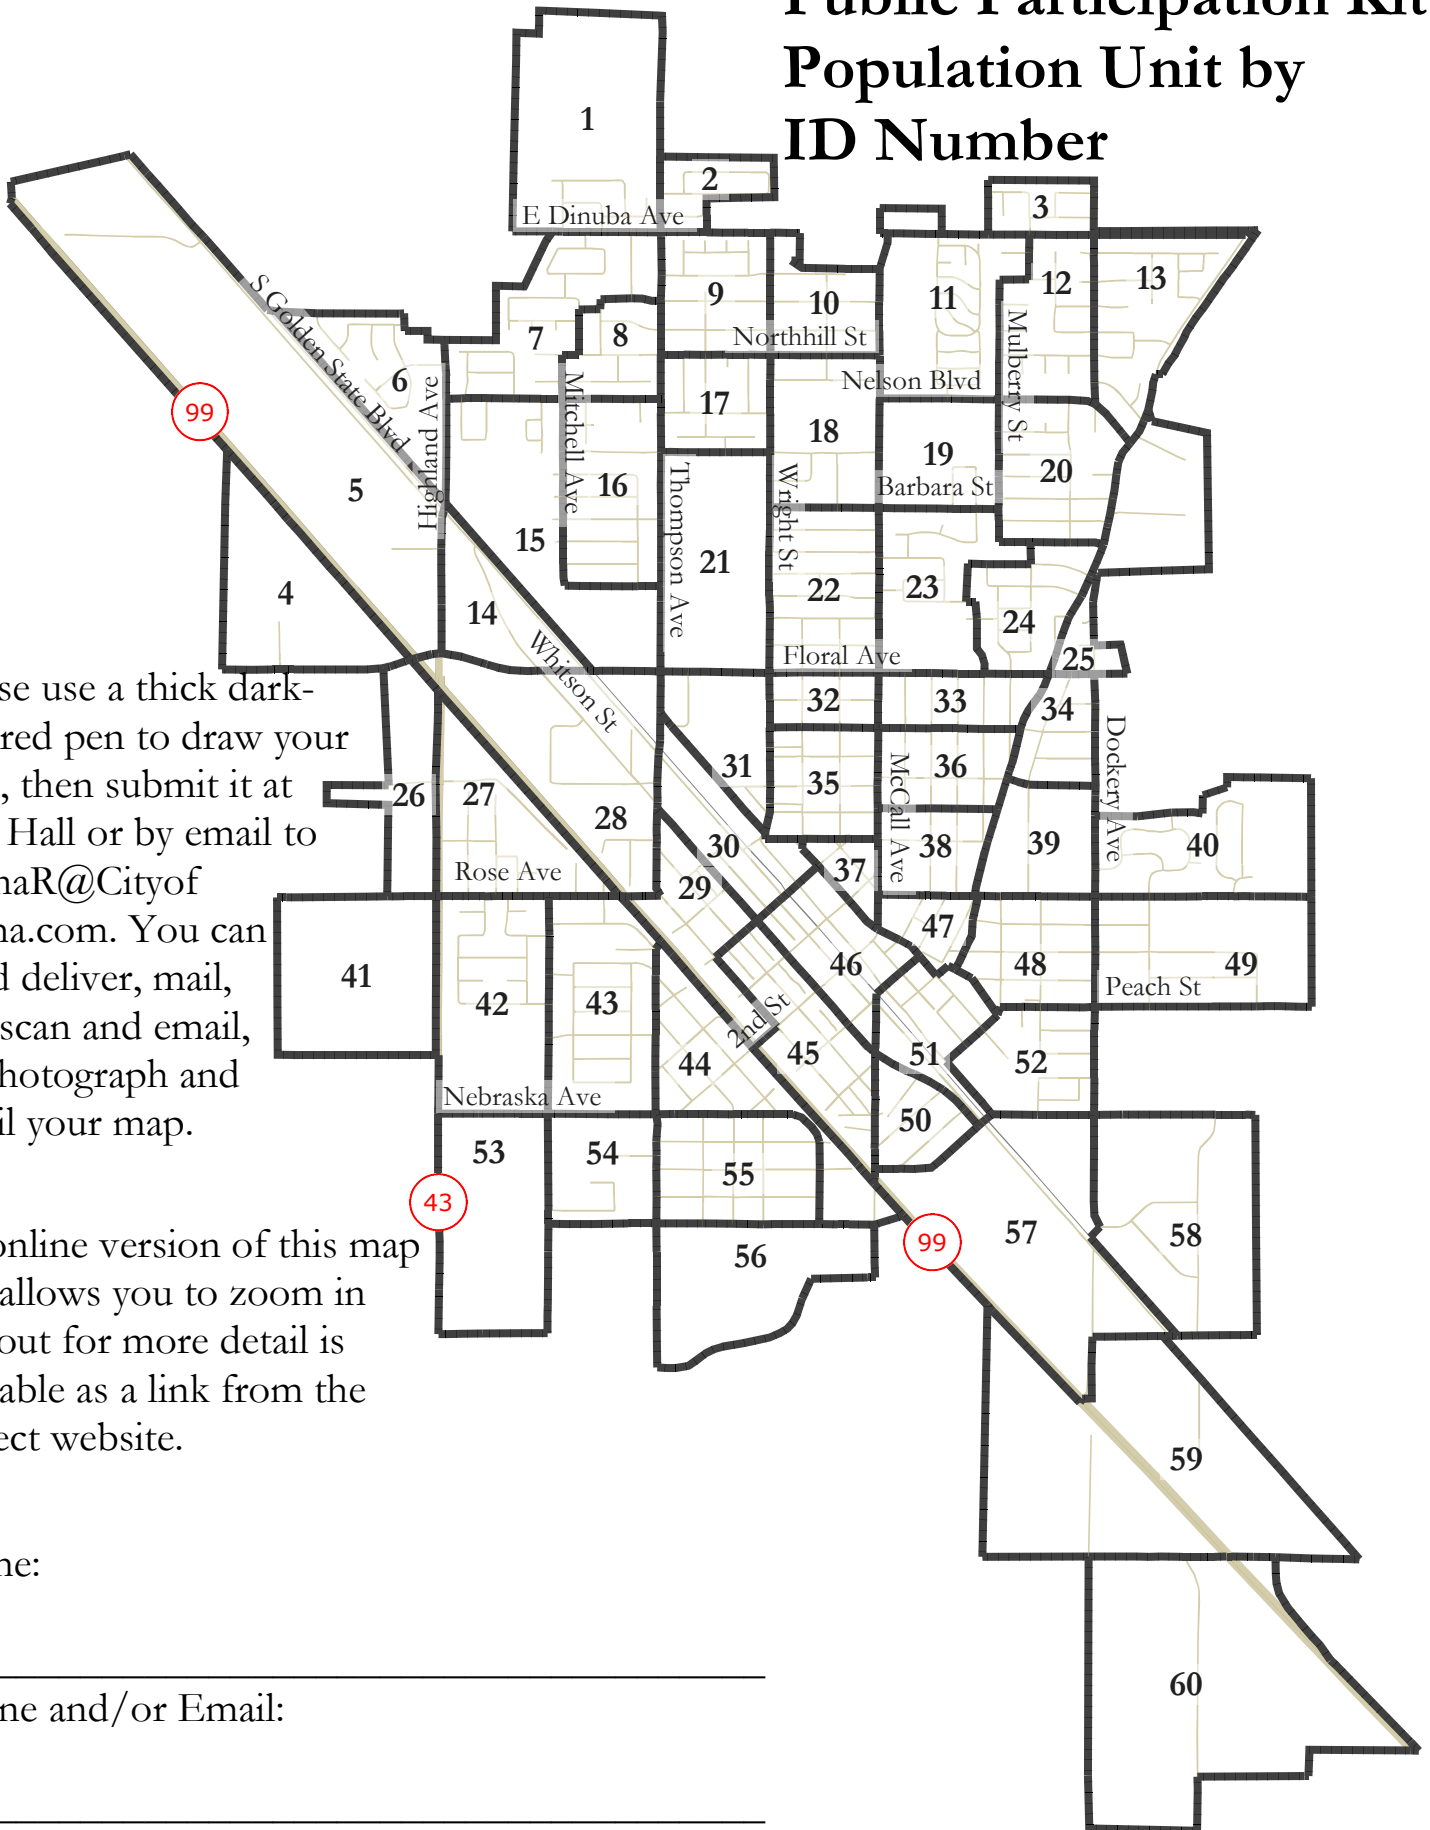 Population Unit by
ID Number
1
2
E Dinuba Ave
3
S Golden State Blvd
6
Highland Ave
7
8
Mitchell Ave
9
10
Northhill St
11
Nelson Blvd
Mulberry St
12
13
99
5
4
14
15
16
17
Thompson Ave
18
Wright St
19
Barbara St
20
21
22
23
24
Floral Ave
25
Whitson St
26
27
28
Rose Ave
29
30
31
32
33
34
35
McCall Ave
36
37
38
39
Dockery Ave
40
41
42
43
44
2nd St
45
46
47
48
49
Peach St
50
51
52
Nebraska Ave
53
54
55
56
43
99
57
58
59
60
use a thick dark-
pen to draw your
, then submit it at
Hall or by email to
@Cityof
.com. You can
deliver, mail,
scan and email,
and
your map.
online version of this map
allows you to zoom in
out for more detail is
as a link from the
website.
and/or Email: